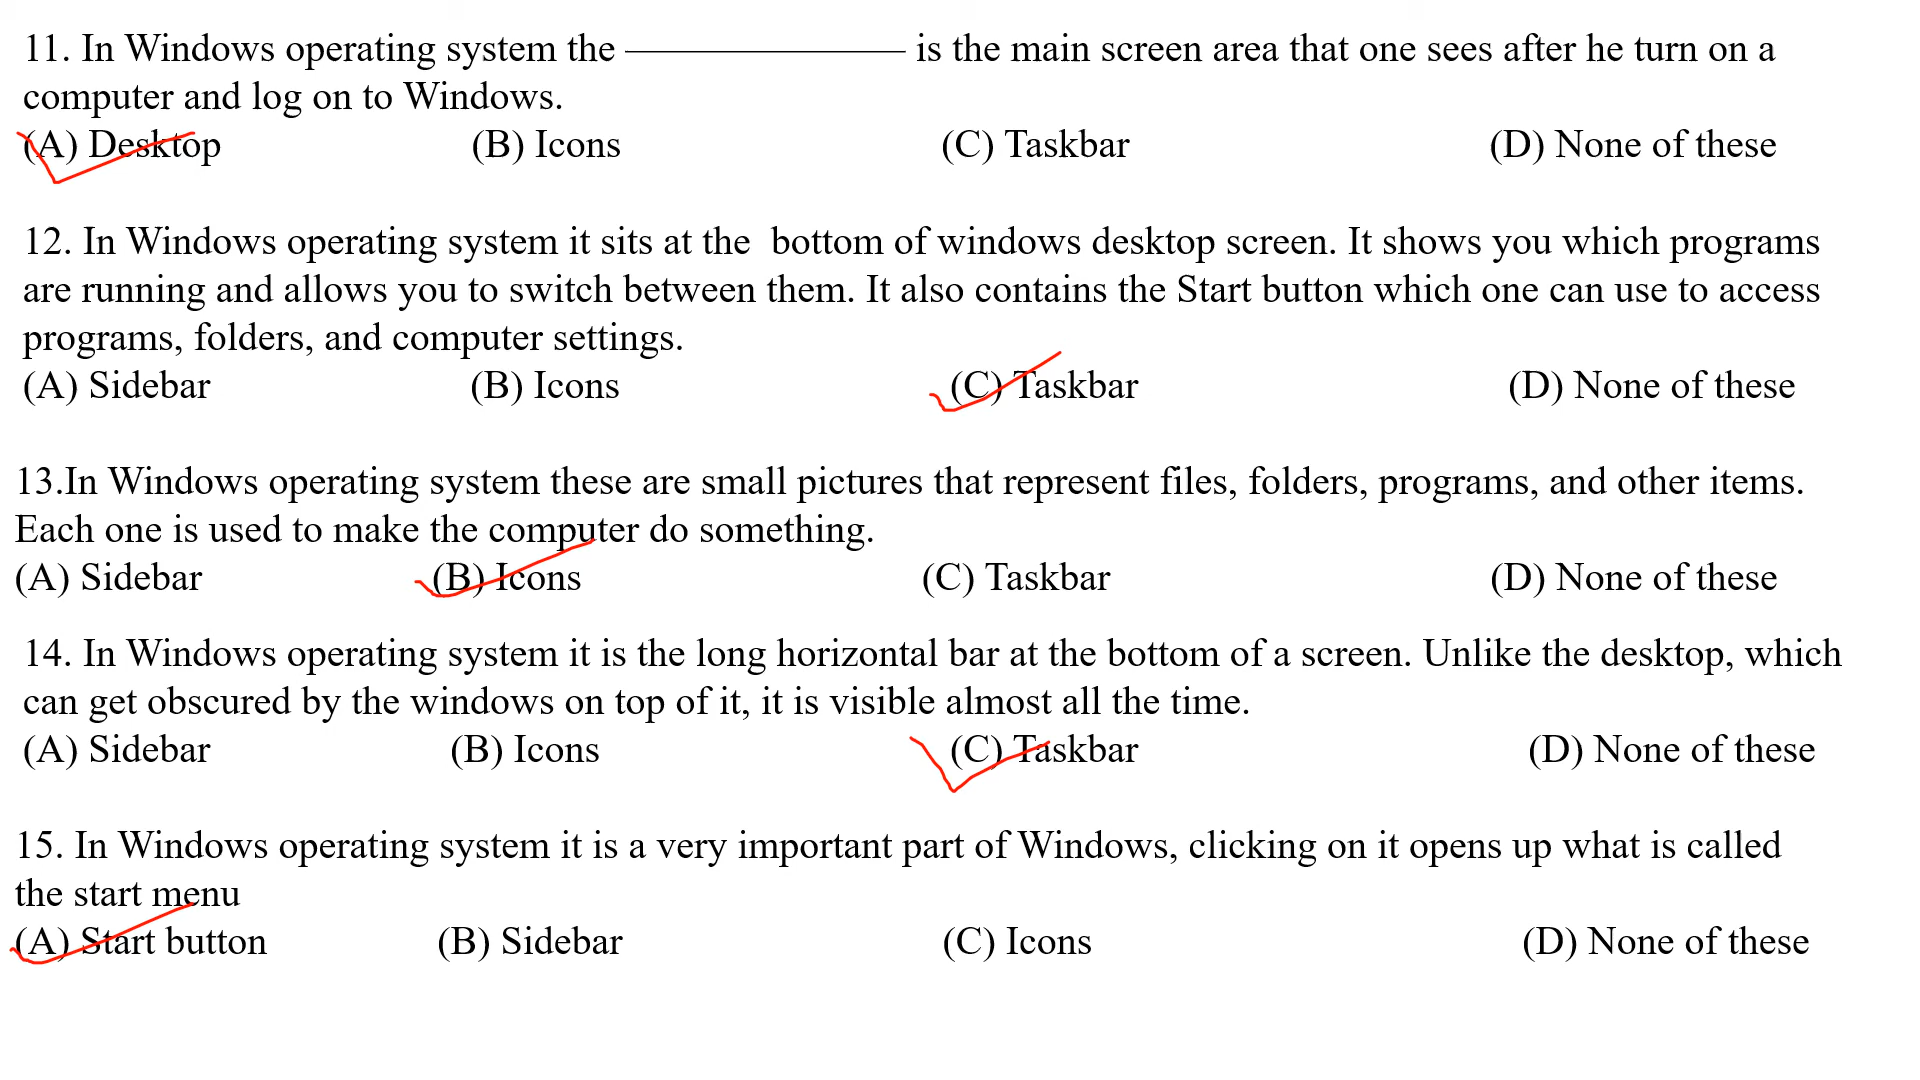 11. In Windows operating system the —————— is the main screen area that one sees after he turn on a
computer and log on to Windows.
(A) Desktop (B) Icons (C) Taskbar (D) None of these
12. In Windows operating system it sits at the bottom of windows desktop screen. It shows you which programs
are running and allows you to switch between them. It also contains the Start button which one can use to access
programs, folders, and computer settings.
(A) Sidebar (B) Icons (C) Taskbar (D) None of these
13.In Windows operating system these are small pictures that represent files, folders, programs, and other items.
Each one is used to make the computer do something.
(A) Sidebar (B) Icons (C) Taskbar (D) None of these
14. In Windows operating system it is the long horizontal bar at the bottom of a screen. Unlike the desktop, which
can get obscured by the windows on top of it, it is visible almost all the time.
(A) Sidebar (B) Icons (C) Taskbar (D) None of these
15. In Windows operating system it is a very important part of Windows, clicking on it opens up what is called
the start menu
(A) Start button (B) Sidebar (C) Icons (D) None of these